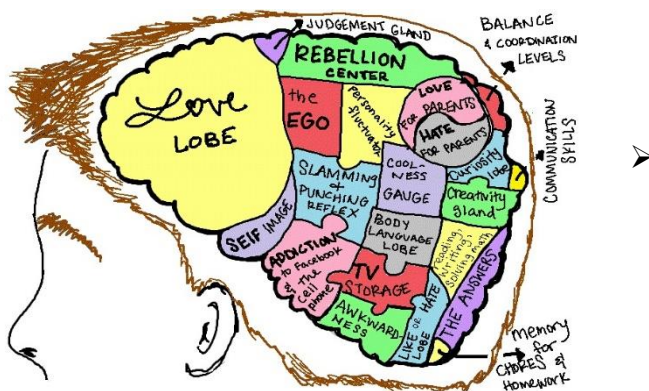 JUDGEMENT GLAND
BALANCE
& COORDINATION
LEVELS
REBELLION
CENTER
Love
LOBE
the
EGO
Personality
fluctuator
LOVE
FOR PARENTS
HATE
FOR PARENTS
COMMUNICATION
SKILLS
SLAMMING
&
PUNCHING
REFLEX
COOL-
NESS
GAUGE
Curiosity
lobe
Creativity
gland
SELF IMAGE
BODY
LANGUAGE
LOBE
reading,
writing,
solving math
ADDICTION
to Facebook
& the
Cell
phone
TV
STORAGE
LIKE OR HATE
LOBE
THE ANSWERS
AWKWARD-
NESS
memory
for
CHORES &
HOMEWORK